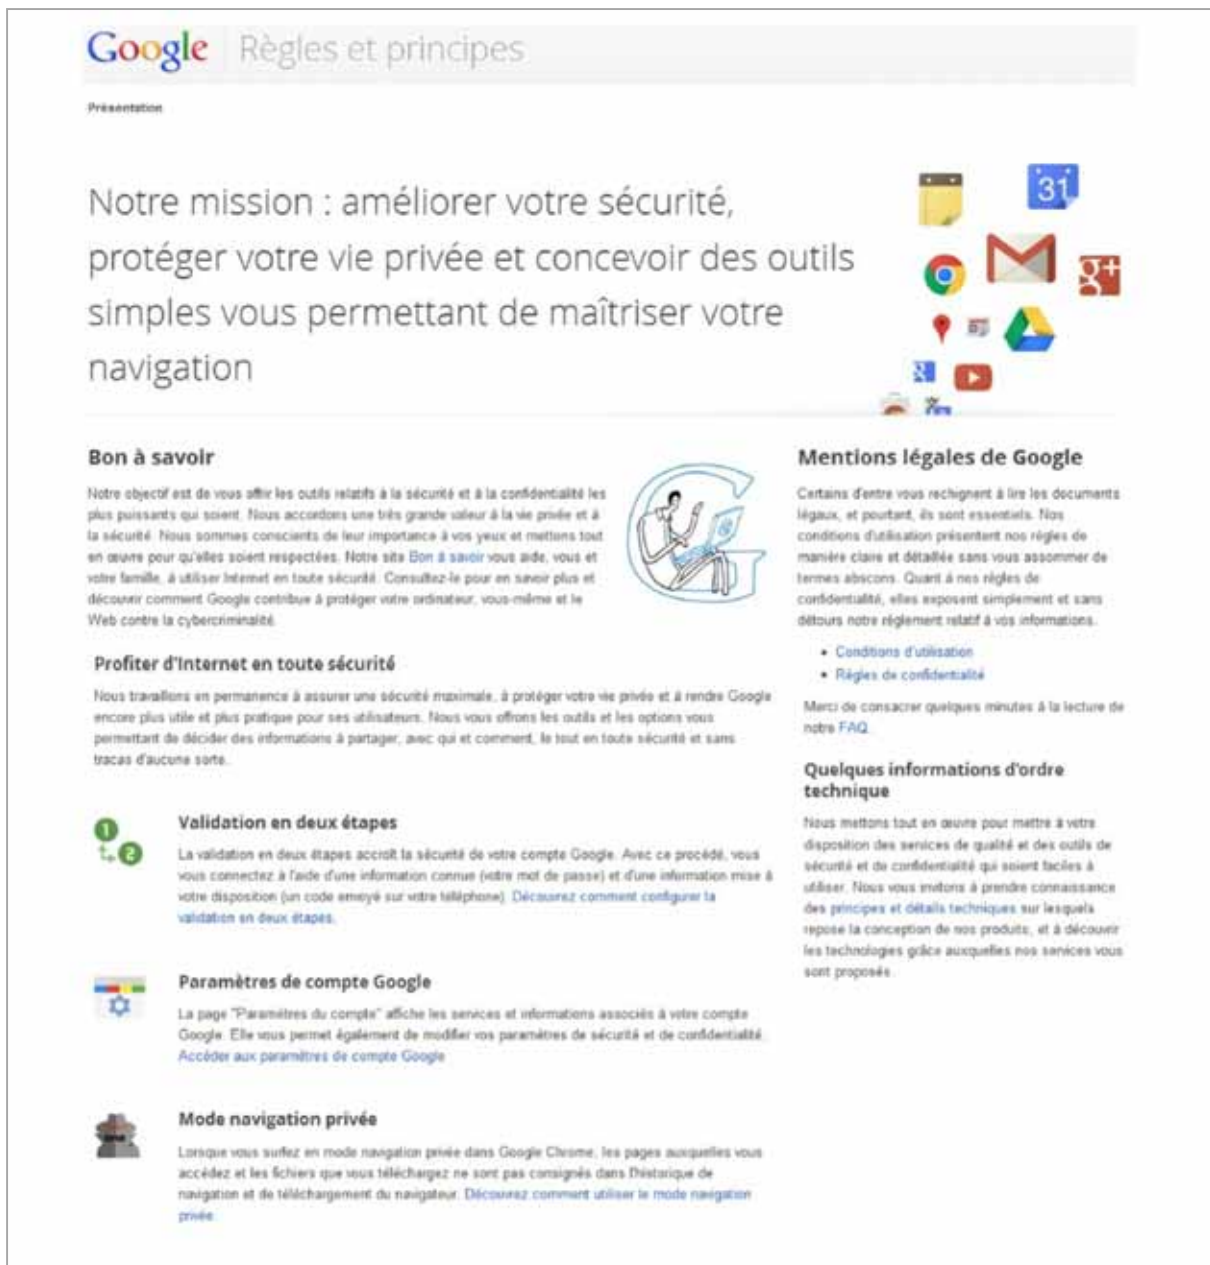 Google Règles et principes
Présentation
Notre mission : améliorer votre sécurité,
protéger votre vie privée et concevoir des outils
simples vous permettant de maîtriser votre
navigation
31
g+
Bon à savoir
Notre objectif est de vous offrir les outils relatifs à la sécurité et à la confidentialité les
plus puissants qui soient. Nous accordons une très grande valeur à la vie privée et à
la sécurité. Nous sommes conscients de leur importance à vos yeux et mettons tout
en œuvre pour qu'elles soient respectées. Notre site Bon à savoir vous aide, vous et
votre famille, à utiliser Internet en toute sécurité. Consultez-le pour en savoir plus et
découvrir comment Google contribue à protéger votre ordinateur, vous-même et le
Web contre la cybercriminalité.
Profiter d'Internet en toute sécurité
Nous travaillons en permanence à assurer une sécurité maximale, à protéger votre vie privée et à rendre Google
encore plus utile et plus pratique pour ses utilisateurs. Nous vous offrons les outils et les options vous
permettant de décider des informations à partager, avec qui et comment, le tout en toute sécurité et sans
tracas d'aucune sorte.
1
2
Validation en deux étapes
La validation en deux étapes accroît la sécurité de votre compte Google. Avec ce procédé, vous
vous connectez à l'aide d'une information connue (votre mot de passe) et d'une information mise à
votre disposition (un code envoyé sur votre téléphone). Découvrez comment configurer la
validation en deux étapes.
Paramètres de compte Google
La page "Paramètres du compte" affiche les services et informations associés à votre compte
Google. Elle vous permet également de modifier vos paramètres de sécurité et de confidentialité.
Accéder aux paramètres de compte Google
Mode navigation privée
Lorsque vous surfez en mode navigation privée dans Google Chrome, les pages auxquelles vous
accédez et les fichiers que vous téléchargez ne sont pas consignés dans l'historique de
navigation et de téléchargement du navigateur. Découvrez comment utiliser le mode navigation
privée.
Mentions légales de Google
Certains d'entre vous rechignent à lire les documents
légaux, et pourtant, ils sont essentiels. Nos
conditions d'utilisation présentent nos règles de
manière claire et détaillée sans vous assommer de
termes abscons. Quant à nos règles de
confidentialité, elles exposent simplement et sans
détours notre règlement relatif à vos informations.
• Conditions d'utilisation
• Règles de confidentialité
Merci de consacrer quelques minutes à la lecture de
notre FAQ.
Quelques informations d'ordre
technique
Nous mettons tout en œuvre pour mettre à votre
disposition des services de qualité et des outils de
sécurité et de confidentialité qui soient faciles à
utiliser. Nous vous invitons à prendre connaissance
des principes et détails techniques sur lesquels
repose la conception de nos produits, et à découvrir
les technologies grâce auxquelles nos services vous
sont proposés.